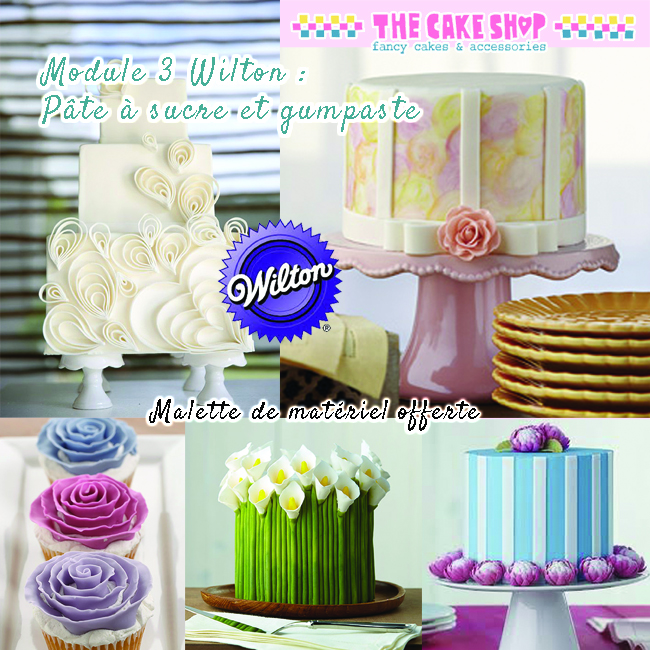 THE CAKE SHOP
fancy cakes & accessories
Module 3 Wilton :
Pâte à sucre et gumpaste
Wilton
®
Malette de matériel offerte